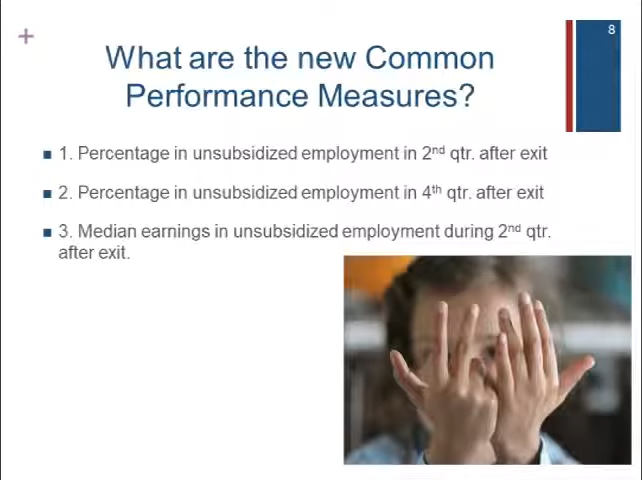 8
+
What are the new Common
Performance Measures?
■ 1. Percentage in unsubsidized employment in 2nd qtr. after exit
■ 2. Percentage in unsubsidized employment in 4th qtr. after exit
■ 3. Median earnings in unsubsidized employment during 2nd qtr.
after exit.